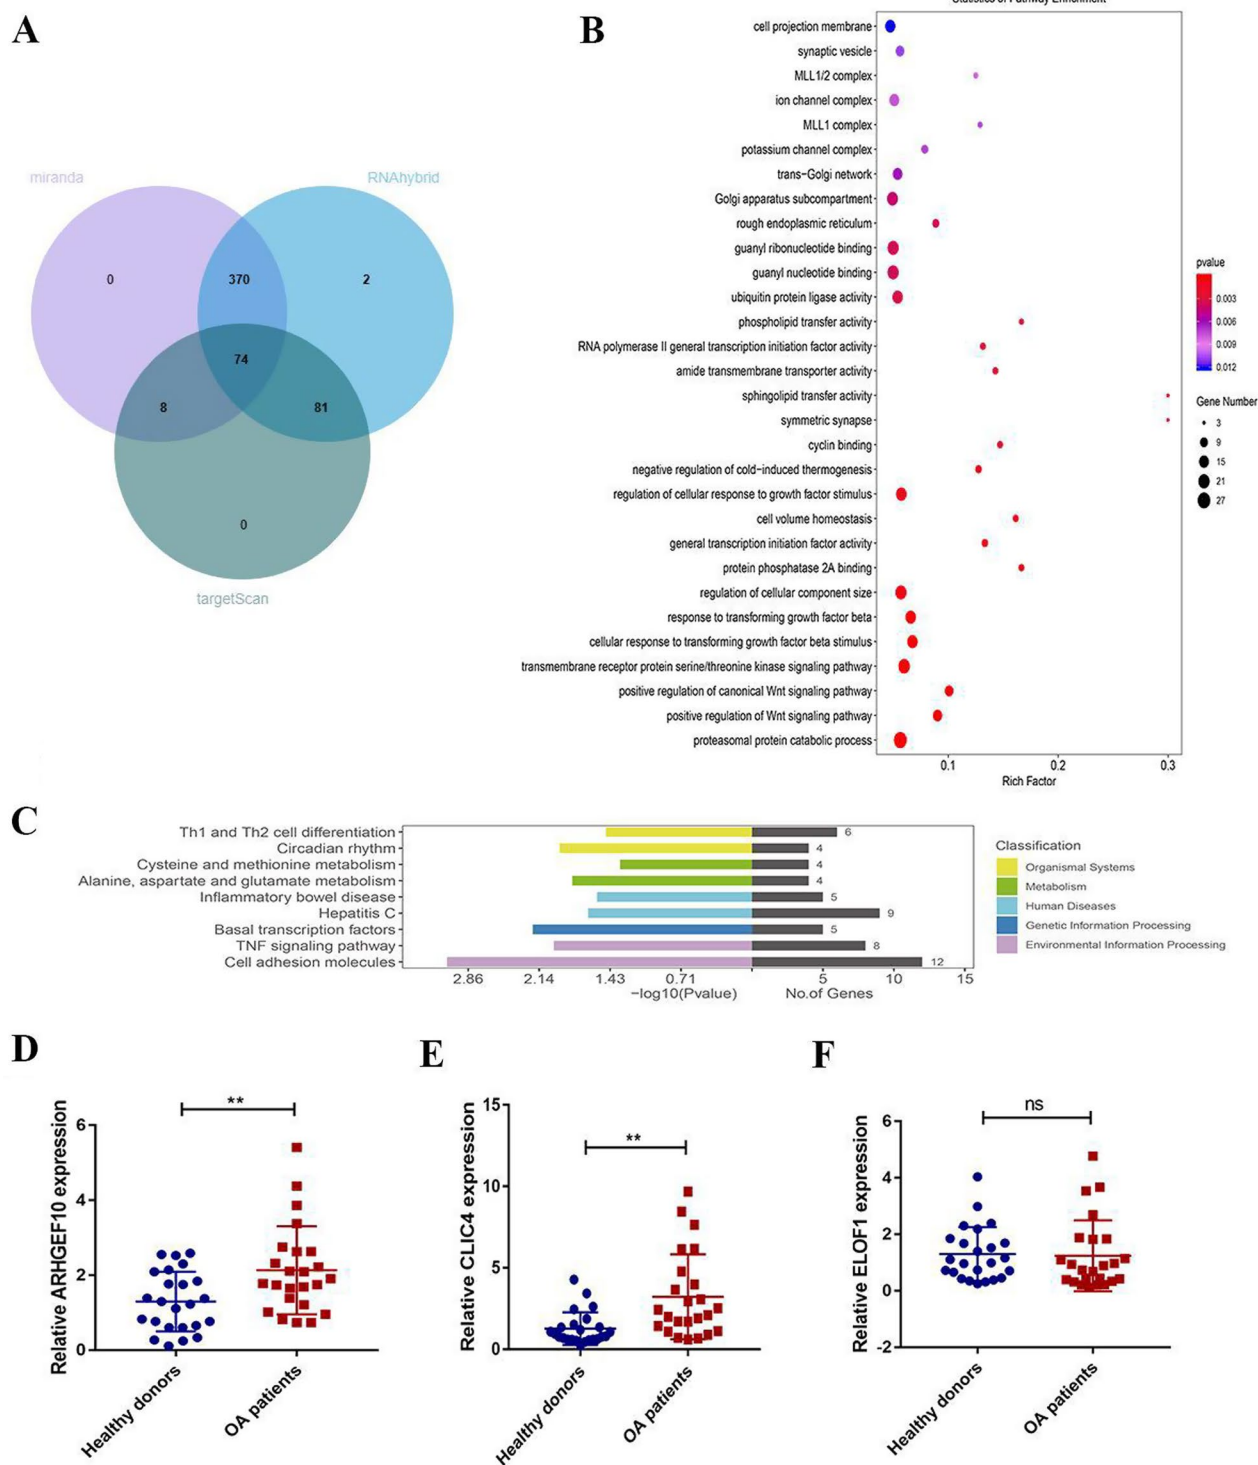 A
miranda
RNAhybrid
0
370
2
74
8
81
0
targetScan
B
Statistics of Pathway Enrichment
cell projection membrane
synaptic vesicle
MLL1/2 complex
ion channel complex
MLL1 complex
potassium channel complex
trans-Golgi network
Golgi apparatus subcompartment
rough endoplasmic reticulum
guanyl ribonucleotide binding
guanyl nucleotide binding
ubiquitin protein ligase activity
phospholipid transfer activity
RNA polymerase II general transcription initiation factor activity
amide transmembrane transporter activity
sphingolipid transfer activity
symmetric synapse
cyclin binding
negative regulation of cold-induced thermogenesis
regulation of cellular response to growth factor stimulus
cell volume homeostasis
general transcription initiation factor activity
protein phosphatase 2A binding
regulation of cellular component size
response to transforming growth factor beta
cellular response to transforming growth factor beta stimulus
transmembrane receptor protein serine/threonine kinase signaling pathway
positive regulation of canonical Wnt signaling pathway
positive regulation of Wnt signaling pathway
proteasomal protein catabolic process
0.1 0.2 0.3
Rich Factor
pvalue
0.003
0.006
0.009
0.012
Gene Number
3
9
15
21
27
C
Th1 and Th2 cell differentiation 6
Circadian rhythm 4
Cysteine and methionine metabolism 4
Alanine, aspartate and glutamate metabolism 4
Inflammatory bowel disease 5
Hepatitis C 9
Basal transcription factors 5
TNF signaling pathway 8
Cell adhesion molecules 12
2.86 2.14 1.43 0.71 5 10 15
−log10(Pvalue) No.of Genes
Classification
Organismal Systems
Metabolism
Human Diseases
Genetic Information Processing
Environmental Information Processing
D
Relative ARHGEF10 expression
6
4
2
0
**
Healthy donors
OA patients
E
Relative CLIC4 expression
15
10
5
0
**
Healthy donors
OA patients
F
Relative ELOF1 expression
6
4
2
0
-2
ns
Healthy donors
OA patients